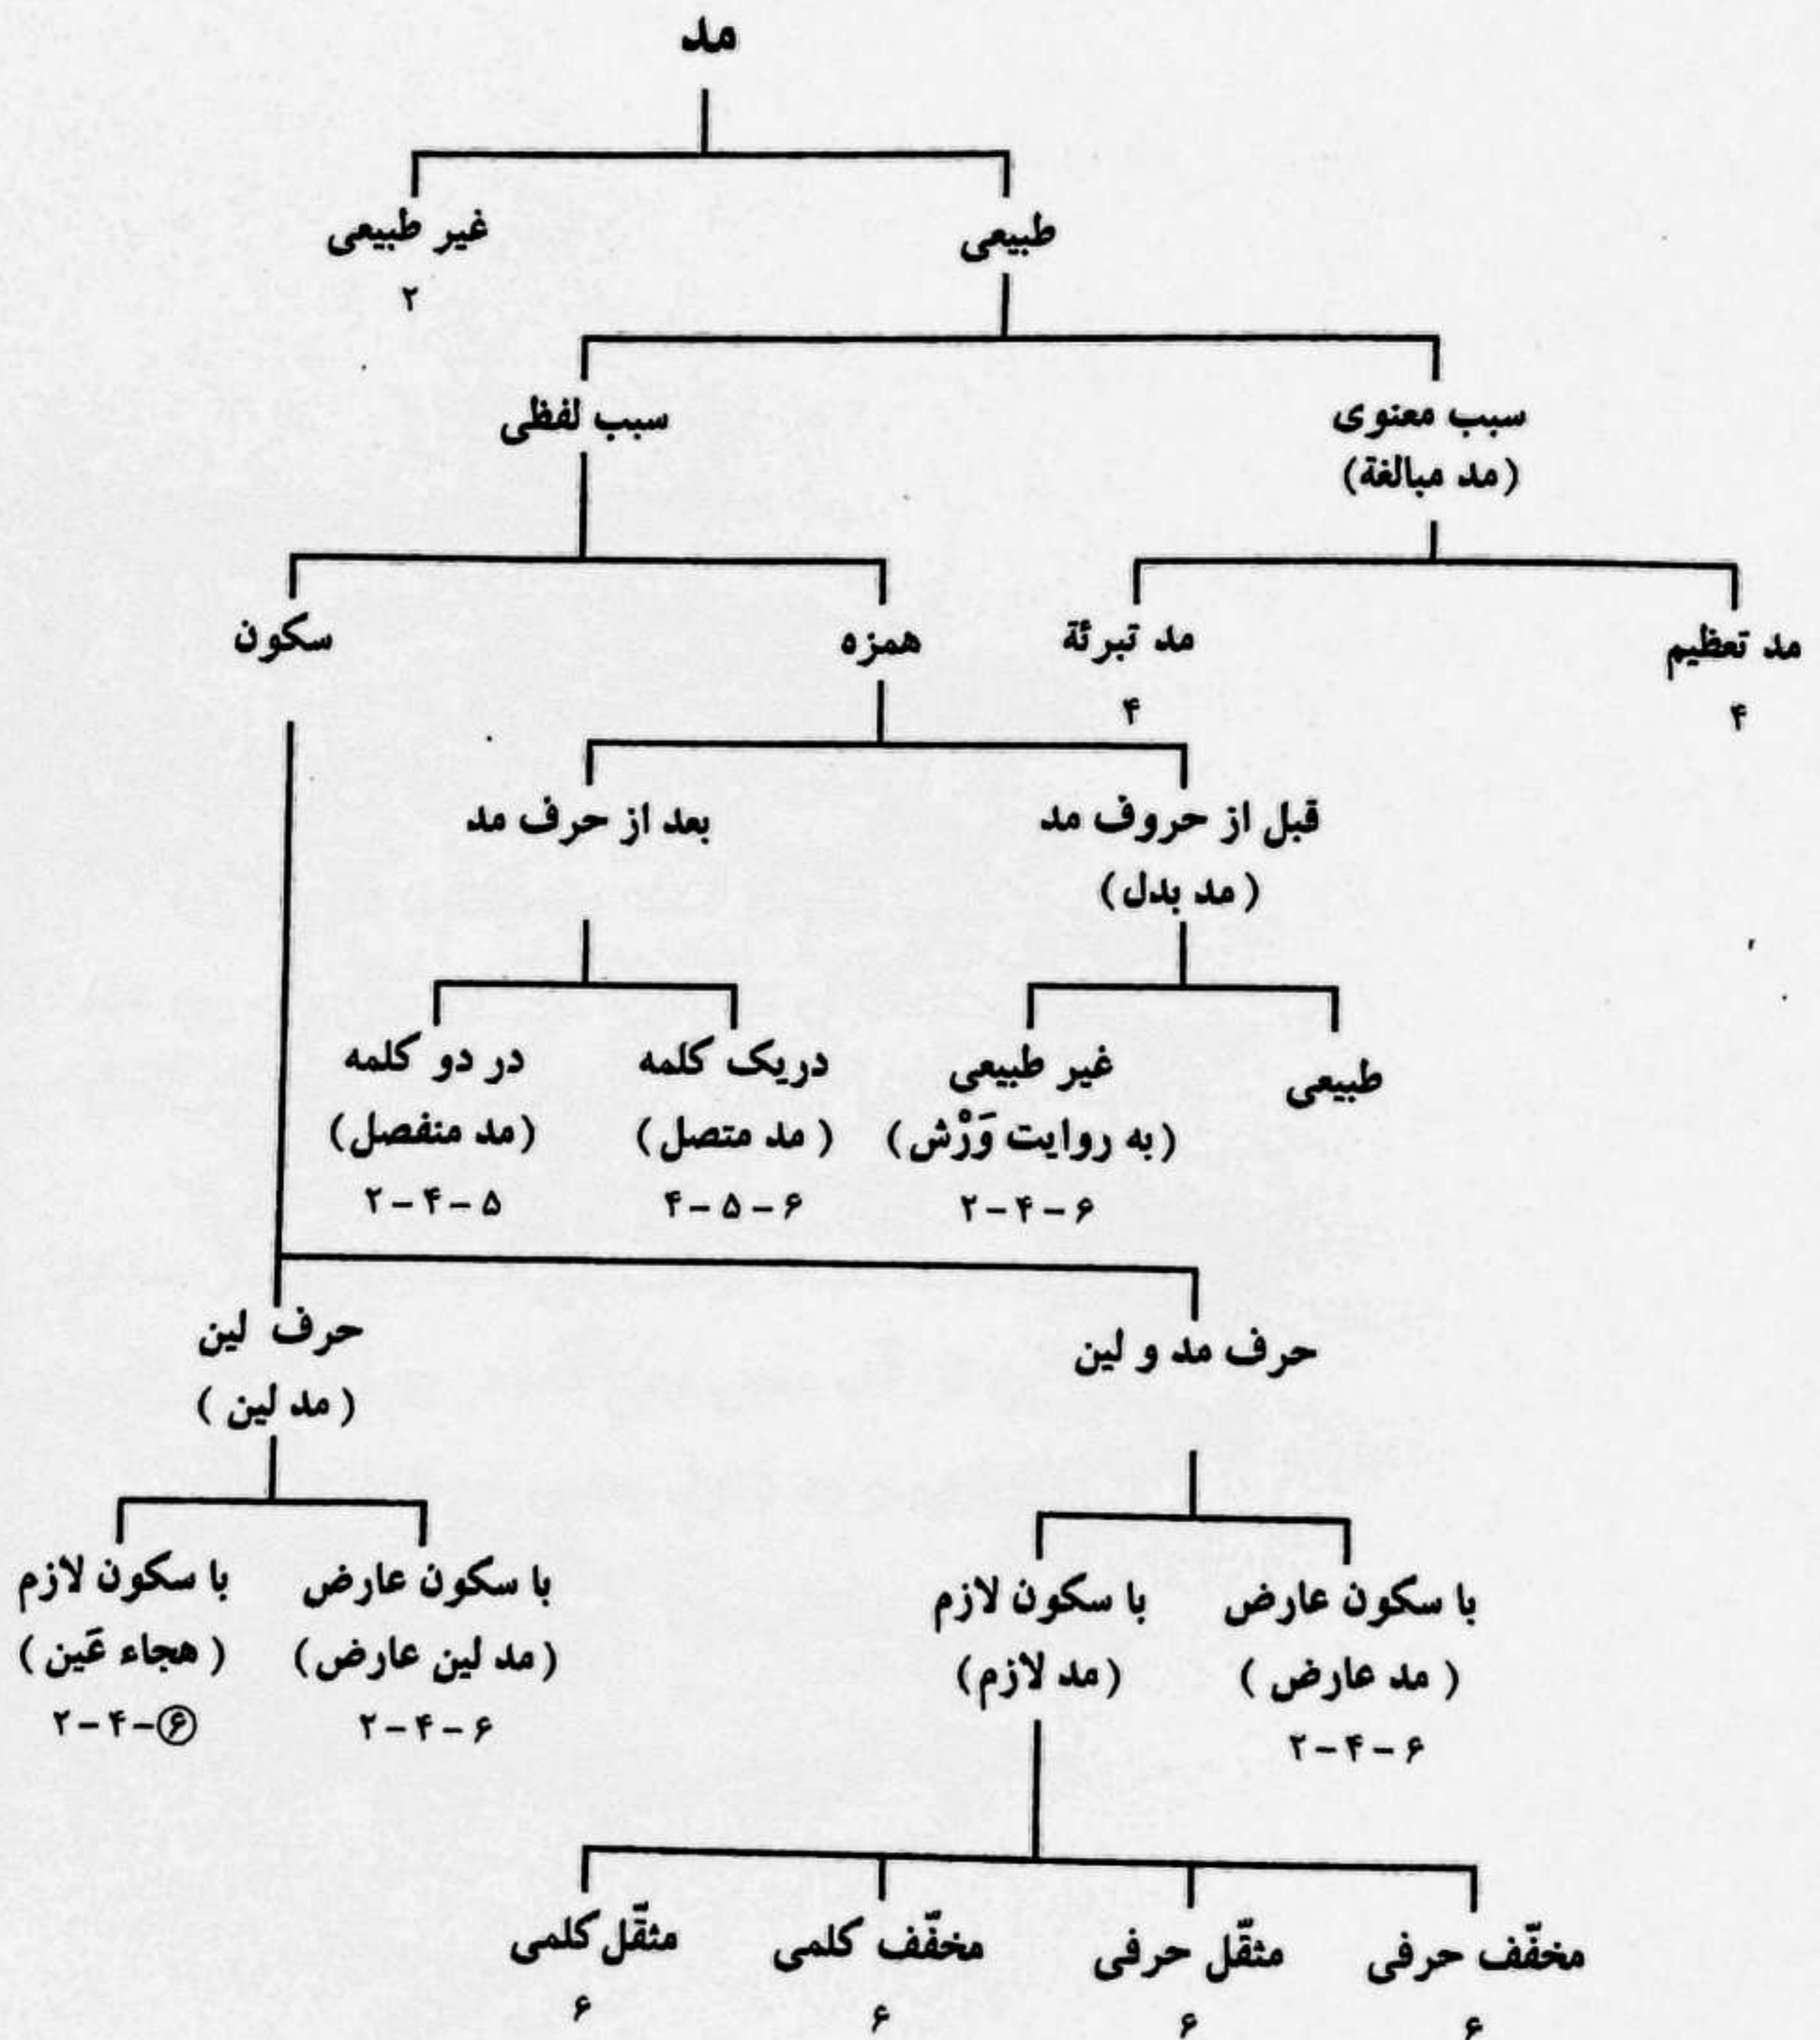 مد
طبیعی
غیر طبیعی
۲
سبب معنوی
(مد مبالغة)
سبب لفظی
مد تعظیم
۴
مد تبرئة
۴
همزه
سکون
قبل از حروف مد
(مد بدل)
بعد از حرف مد
طبیعی
غیر طبیعی
(به روایت وَرْش)
۲-۴-۶
دریک کلمه
(مد متصل)
۴-۵-۶
در دو کلمه
(مد منفصل)
۲-۴-۵
حرف مد و لین
حرف لین
(مد لین)
با سکون عارض
(مد عارض)
۲-۴-۶
با سکون لازم
(مد لازم)
با سکون عارض
(مد لین عارض)
۲-۴-۶
با سکون لازم
(هجاء عَین)
۲-۴-۶
مخفّف حرفی
۶
مثقّل حرفی
۶
مخفّف کلمی
۶
مثقّل کلمی
۶